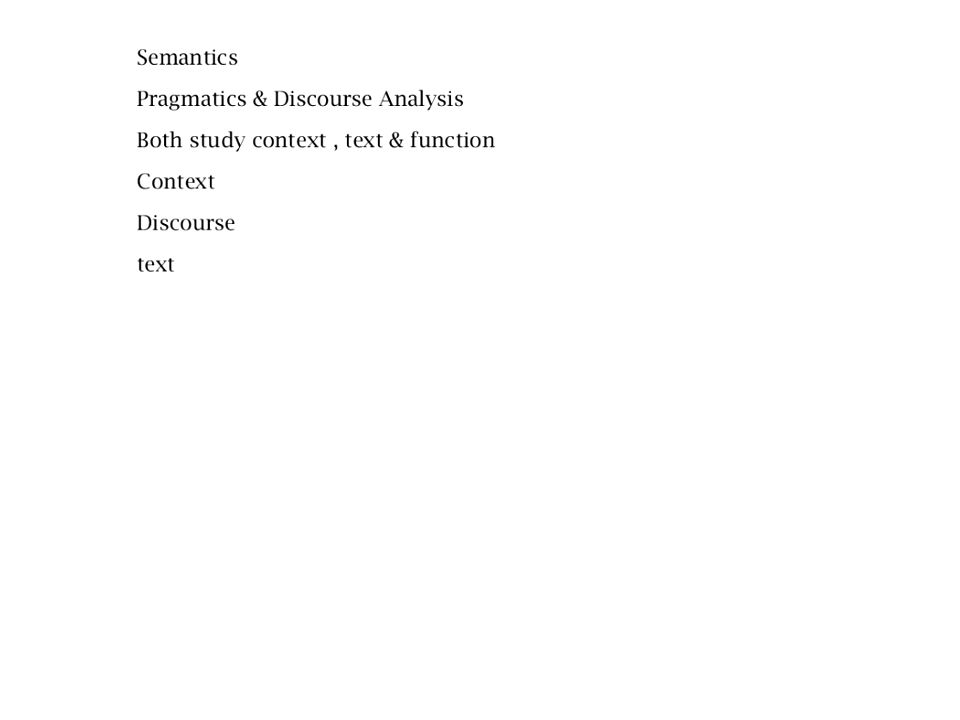 Semantics
Pragmatics & Discourse Analysis
Both study context , text & function
Context
Discourse
text